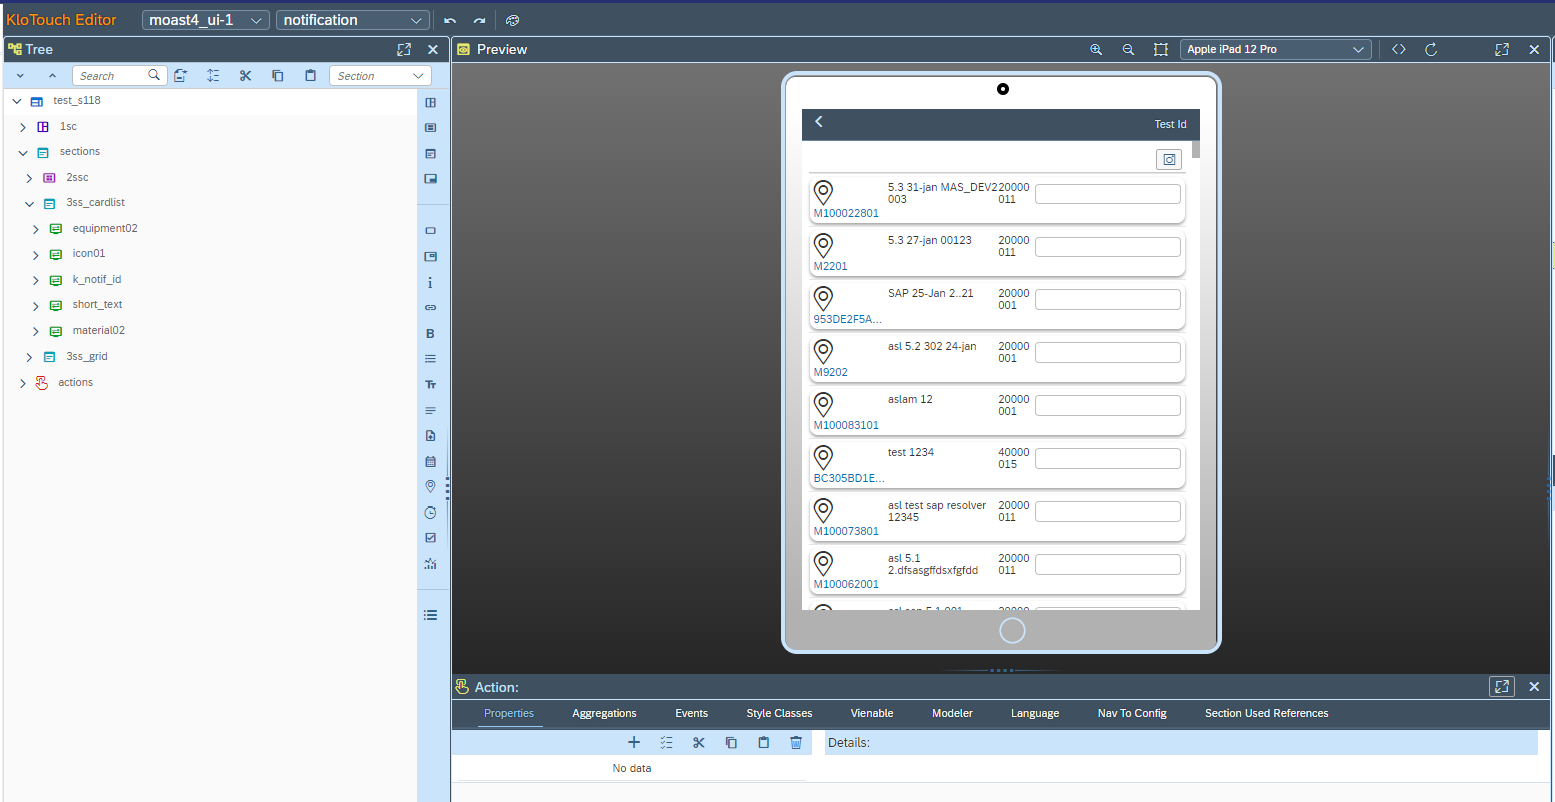 KloTouch Editor
moast4_ui-1
notification
Tree
Search
Section
test_s118
1sc
sections
2ssc
3ss_cardlist
equipment02
icon01
k_notif_id
short_text
material02
3ss_grid
actions
Preview
Apple iPad 12 Pro
Test Id
5.3 31-jan MAS_DEV2 20000
003 011
M100022801
5.3 27-jan 00123 20000
011
M2201
SAP 25-Jan 2..21 20000
001
953DE2F5A...
asl 5.2 302 24-jan 20000
001
M9202
aslam 12 20000
001
M100083101
test 1234 40000
015
BC305BD1E...
asl test sap resolver 20000
12345 011
M100073801
asl 5.1 20000
2.dfsasgffdsxfgfdd 011
M100062001
Action:
Properties Aggregations Events Style Classes Vienable Modeler Language Nav To Config Section Used References
Details:
No data